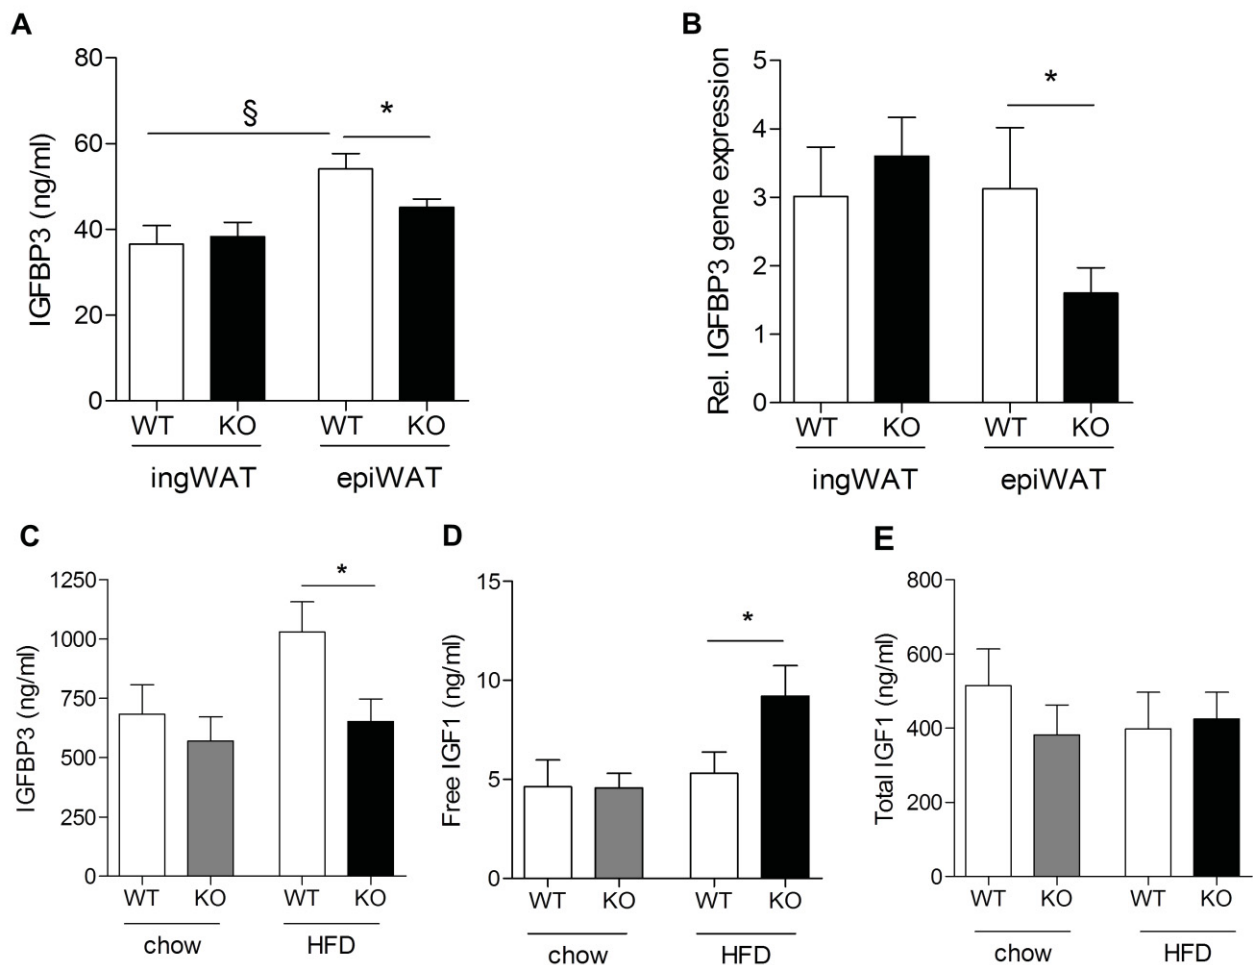 A
IGFBP3 (ng/ml)
80
60
40
20
0
§
*
WT KO WT KO
ingWAT epiWAT
B
Rel. IGFBP3 gene expression
5
4
3
2
1
0
*
WT KO WT KO
ingWAT epiWAT
C
IGFBP3 (ng/ml)
1250
1000
750
500
250
0
*
WT KO WT KO
chow HFD
D
Free IGF1 (ng/ml)
15
10
5
0
*
WT KO WT KO
chow HFD
E
Total IGF1 (ng/ml)
800
600
400
200
0
WT KO WT KO
chow HFD